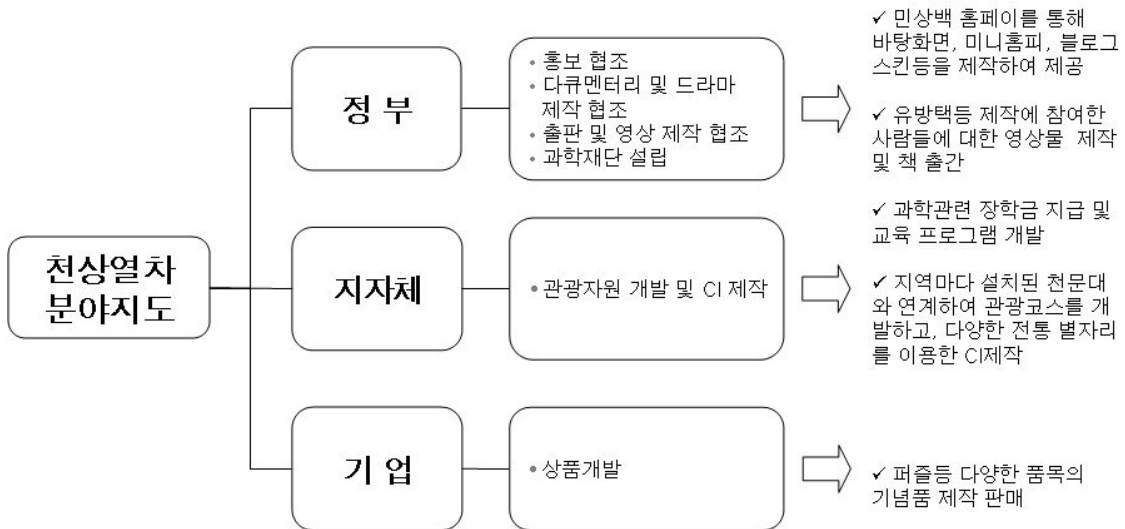 천상열차
분야지도
정 부
• 홍보 협조
• 다큐멘터리 및 드라마
제작 협조
• 출판 및 영상 제작 협조
• 과학재단 설립
✓ 민상백 홈페이를 통해
바탕화면, 미니홈피, 블로그
스킨등을 제작하여 제공
✓ 유방택등 제작에 참여한
사람들에 대한 영상물 제작
및 책 출간
✓ 과학관련 장학금 지급 및
교육 프로그램 개발
지자체
• 관광자원 개발 및 CI 제작
✓ 지역마다 설치된 천문대
와 연계하여 관광코스를 개
발하고, 다양한 전통 별자리
를 이용한 CI제작
기 업
• 상품개발
✓ 퍼즐등 다양한 품목의
기념품 제작 판매